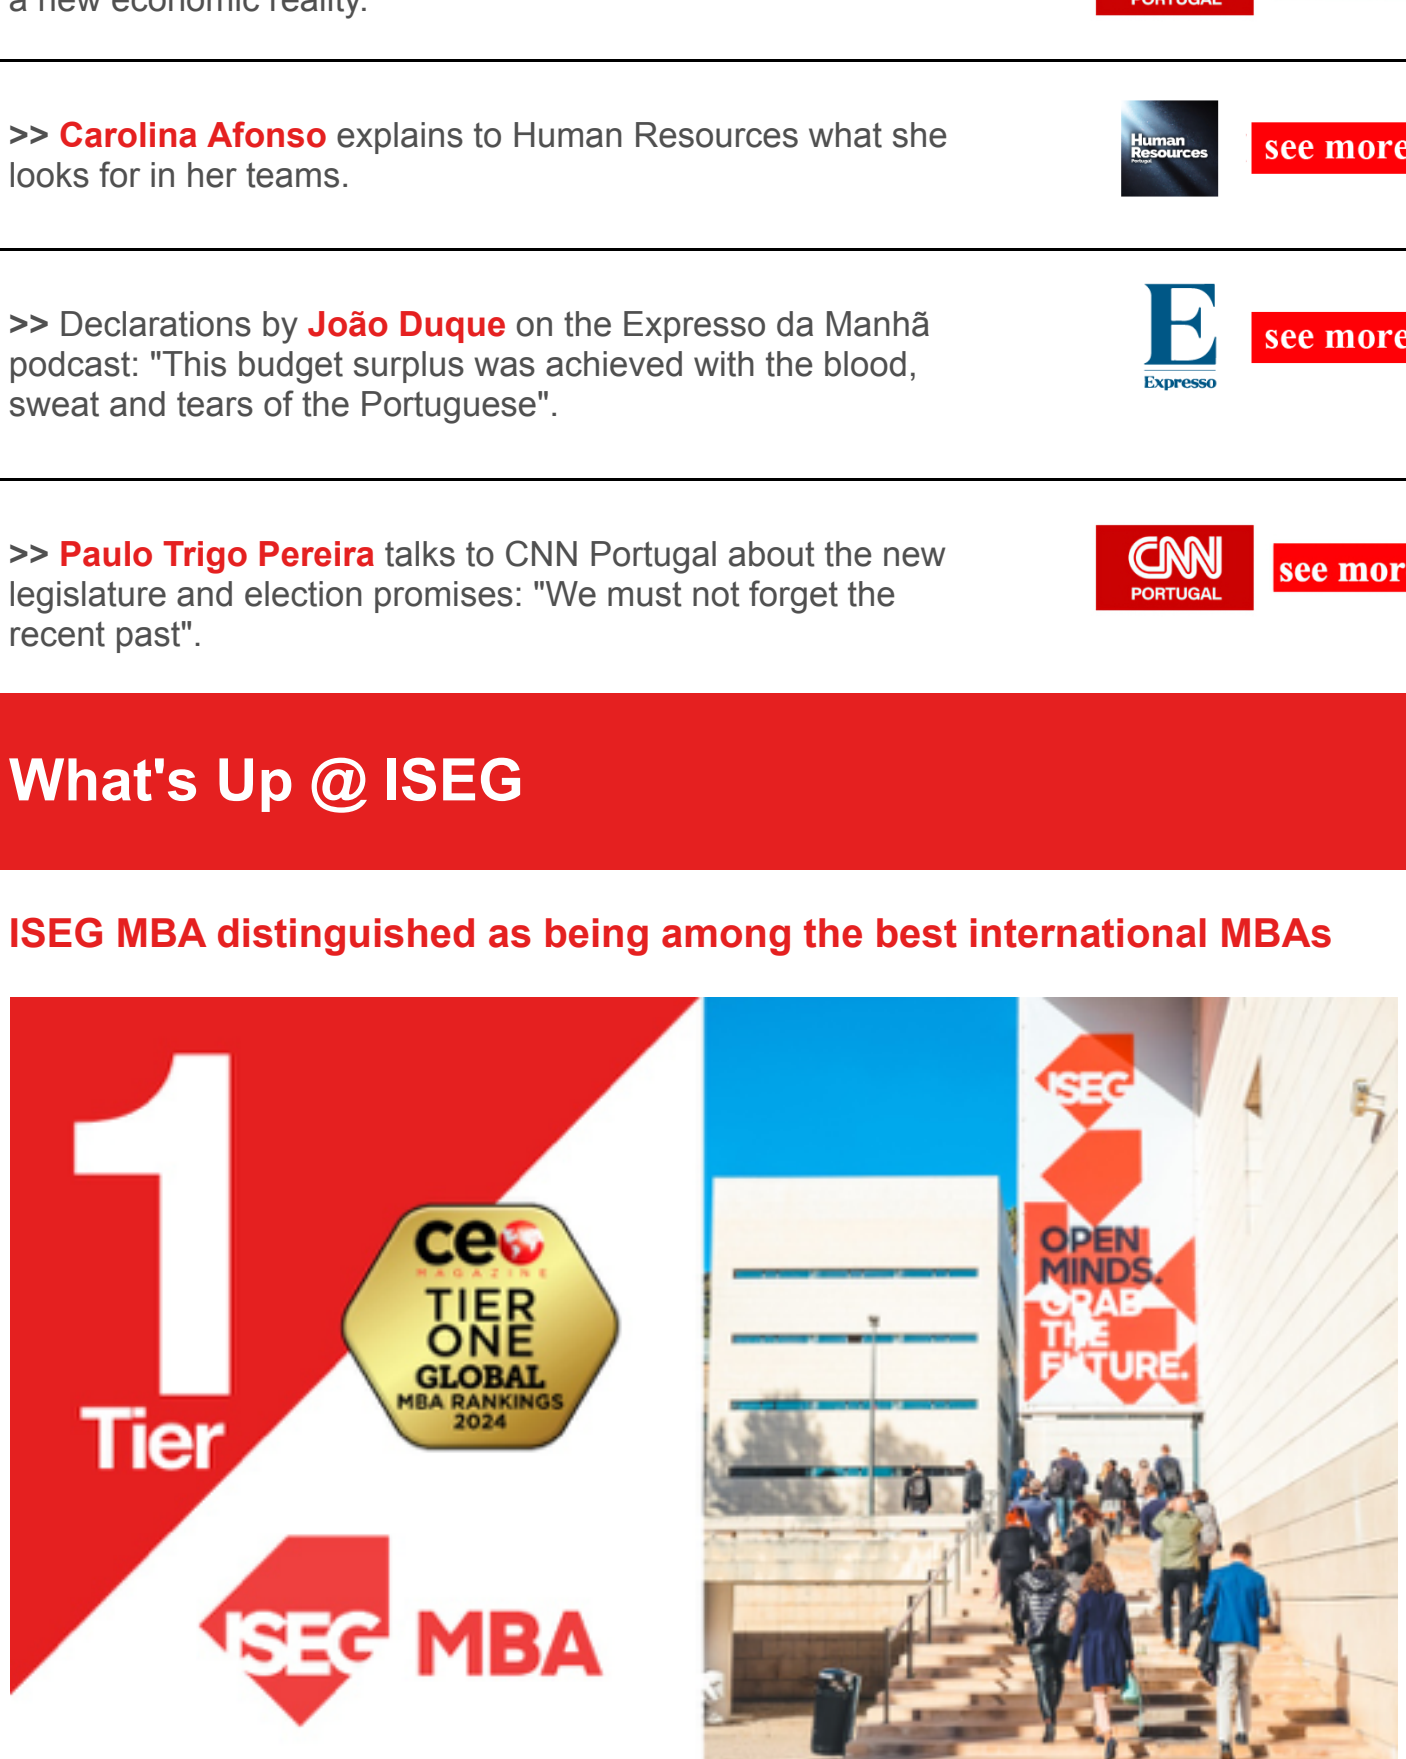 a new economic reality.
PORTUGAL
>> Carolina Afonso explains to Human Resources what she
looks for in her teams.
Human
Resources
Portugal
see more
>> Declarations by João Duque on the Expresso da Manhã
podcast: "This budget surplus was achieved with the blood,
sweat and tears of the Portuguese".
E
Expresso
see more
>> Paulo Trigo Pereira talks to CNN Portugal about the new
legislature and election promises: "We must not forget the
recent past".
CNN
PORTUGAL
see mor
What's Up @ ISEG
ISEG MBA distinguished as being among the best international MBAs
1
Tier
ceo
MAGAZINE
TIER
ONE
GLOBAL
MBA RANKINGS
2024
ISEG MBA
ISEG
OPEN
MINDS.
GRAB
THE
FUTURE.